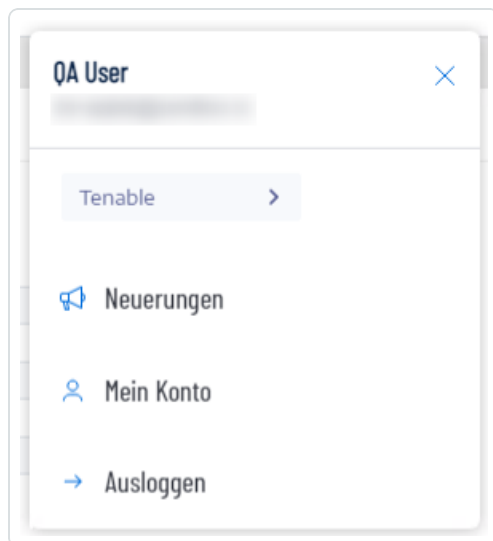 QA User
Tenable
Neuerungen
Mein Konto
Ausloggen